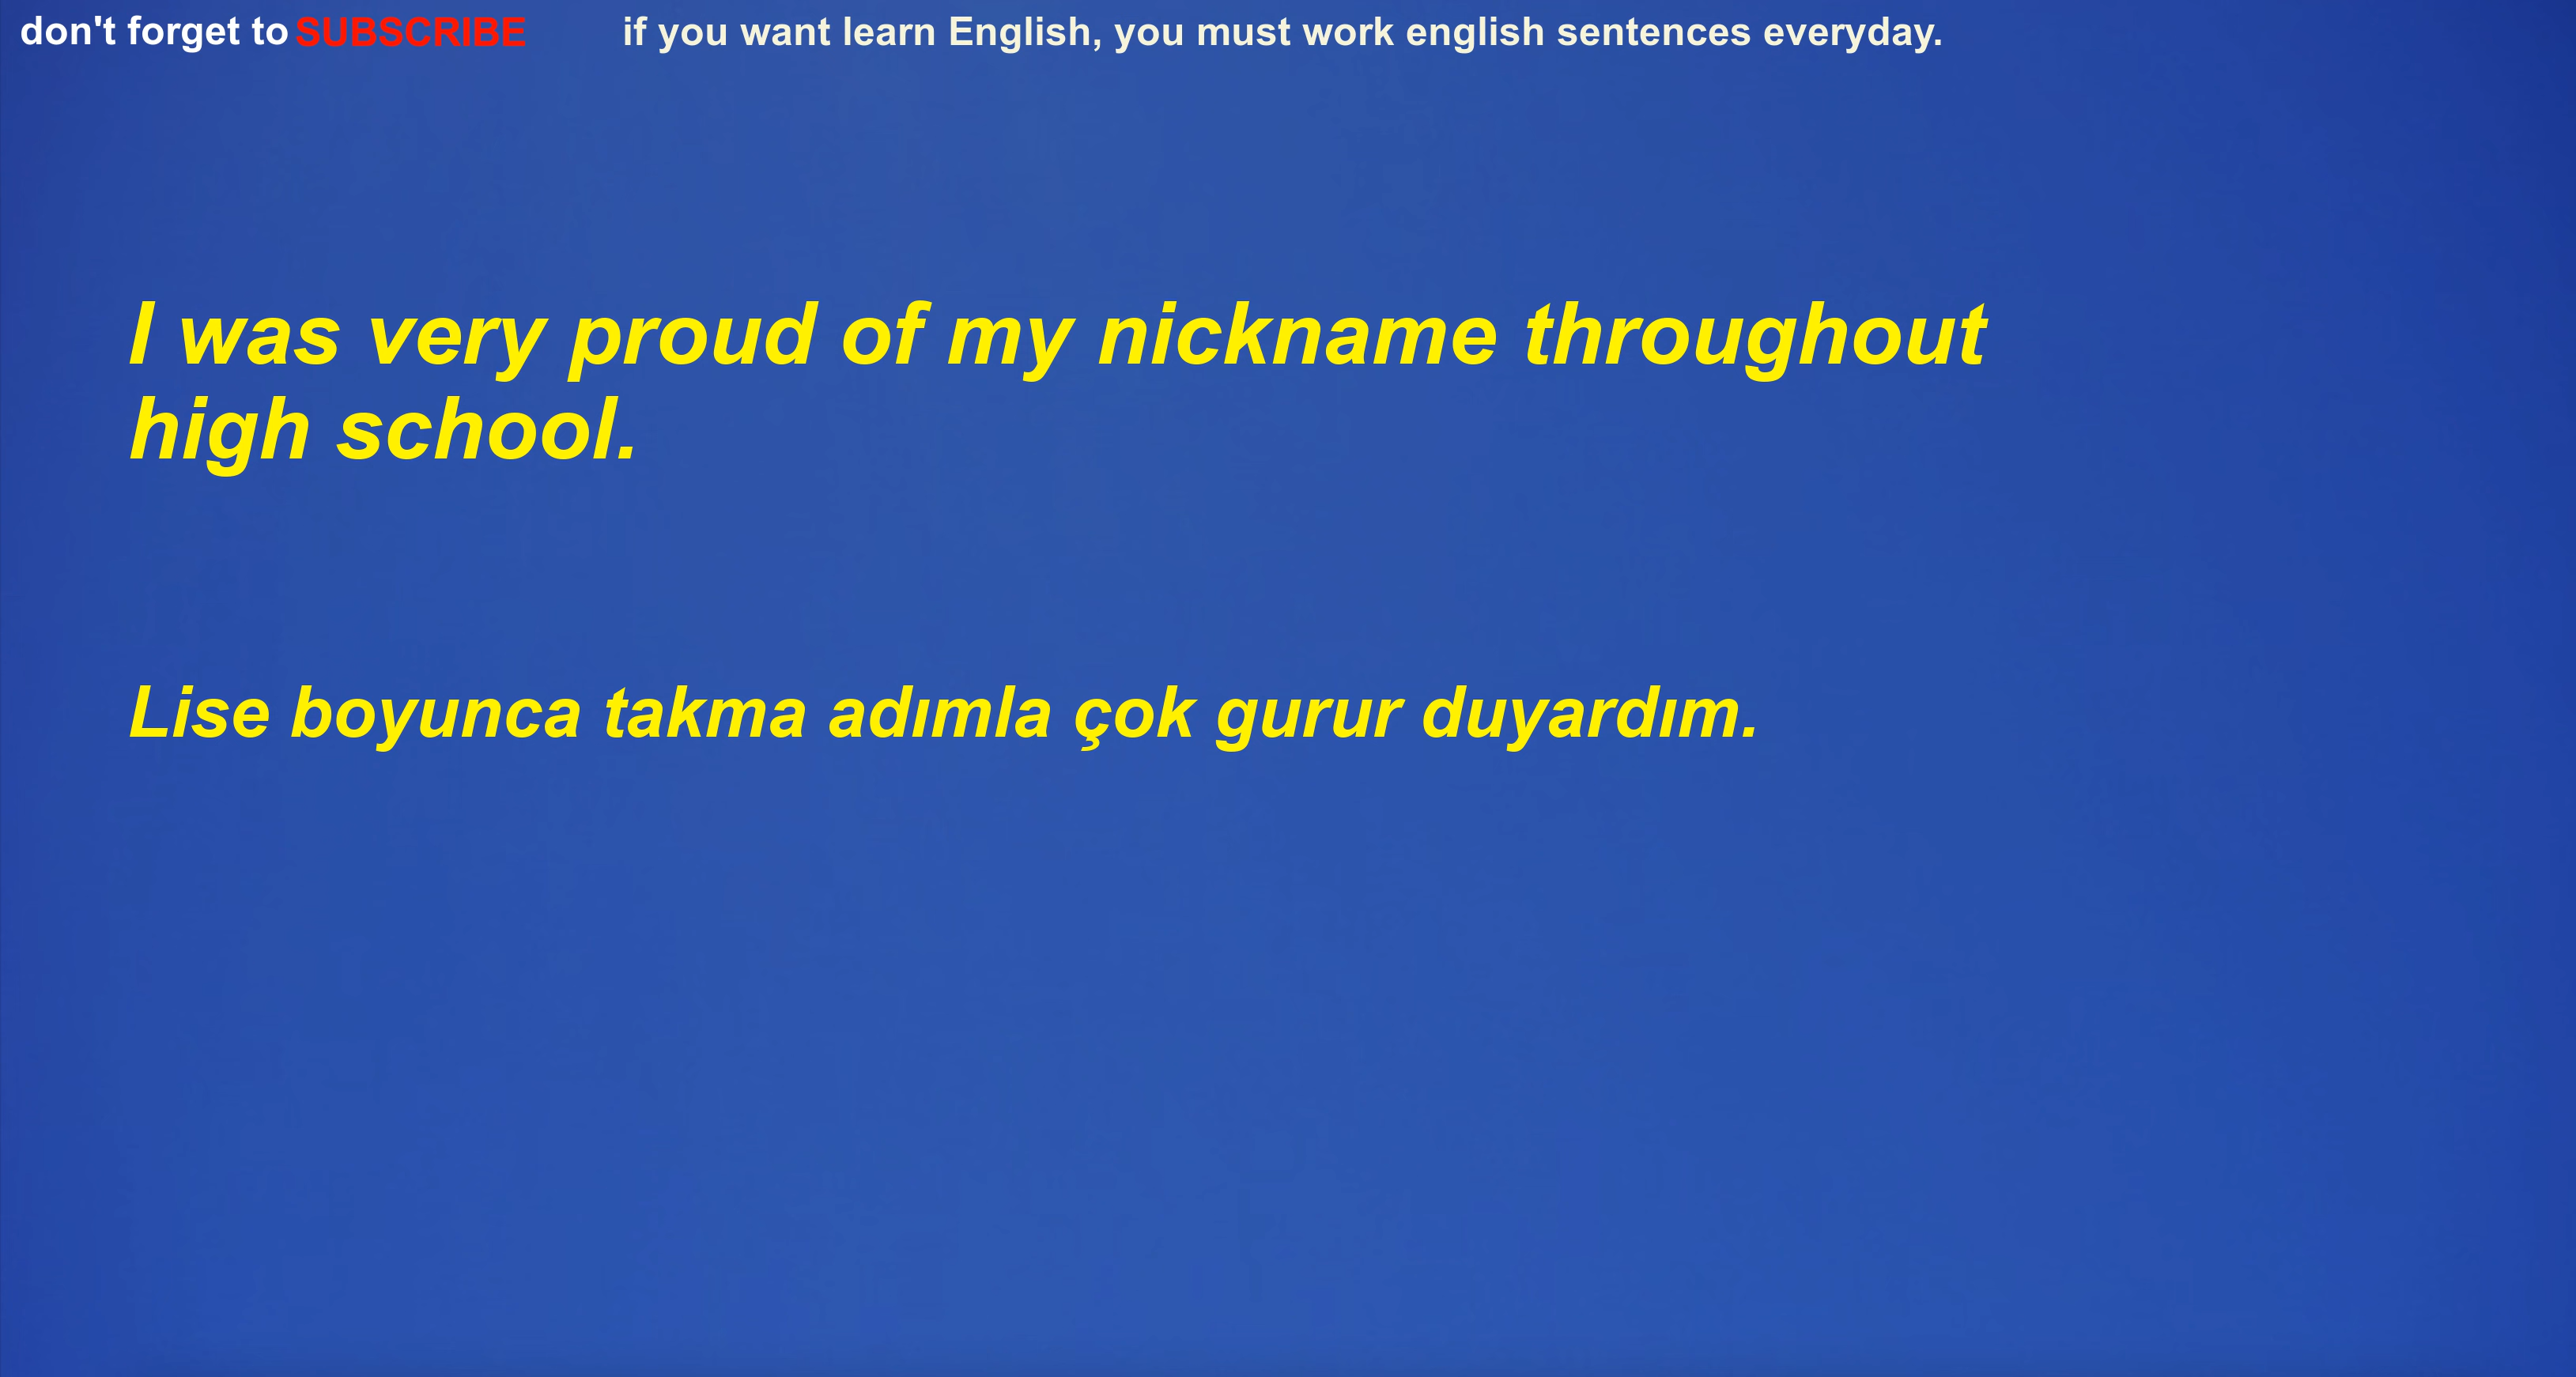 don't forget to SUBSCRIBE if you want learn English, you must work english sentences everyday.
I was very proud of my nickname throughout
high school.
Lise boyunca takma adımla çok gurur duyardım.